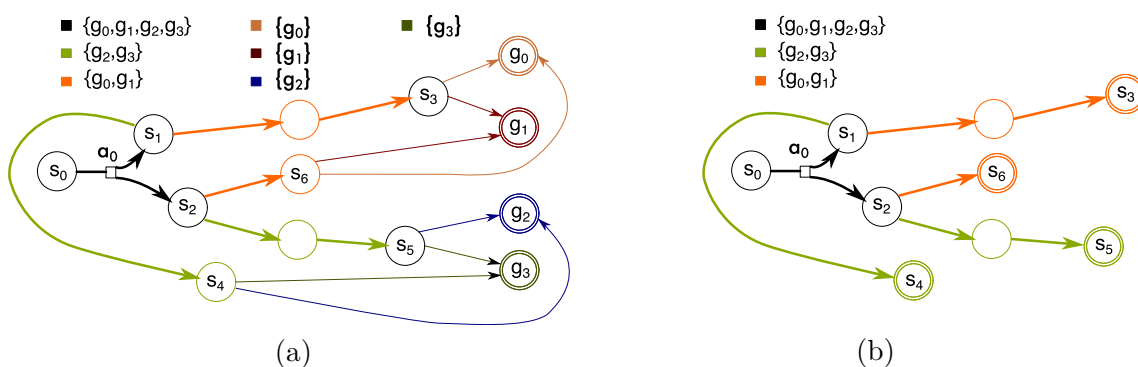 {g₀,g₁,g₂,g₃}
{g₂,g₃}
{g₀,g₁}
{g₀}
{g₁}
{g₂}
{g₃}
g₀
s₃
g₁
s₁
a₀
s₀
s₆
s₂
g₂
s₅
g₃
s₄
(a)
{g₀,g₁,g₂,g₃}
{g₂,g₃}
{g₀,g₁}
s₃
s₁
a₀
s₀
s₆
s₂
s₅
s₄
(b)